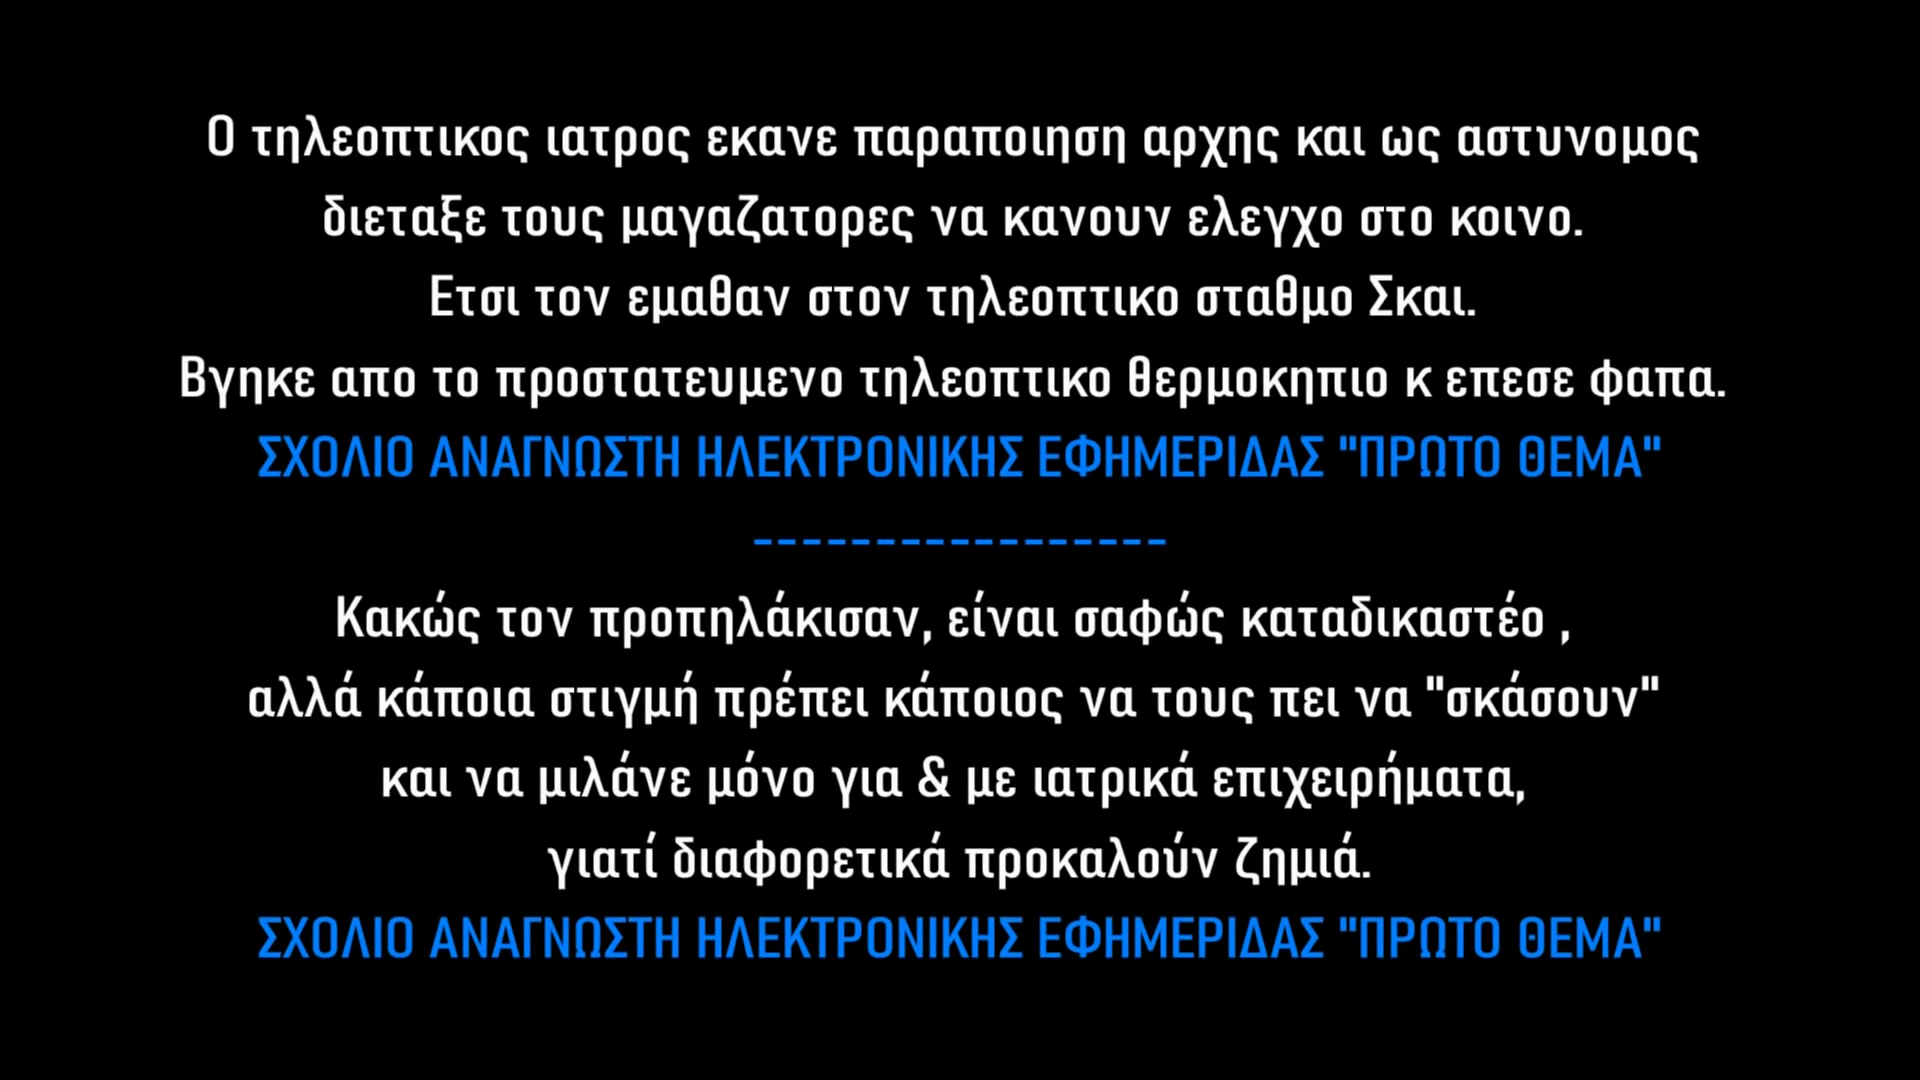 Ο τηλεοπτικος ιατρος εκανε παραποιηση αρχης και ως αστυνομος
διεταξε τους μαγαζατορες να κανουν ελεγχο στο κοινο.
Ετσι τον εμαθαν στον τηλεοπτικο σταθμο Σκαι.
Βγηκε απο το προστατευμενο τηλεοπτικο θερμοκηπιο κ επεσε φαπα.
ΣΧΟΛΙΟ ΑΝΑΓΝΩΣΤΗ ΗΛΕΚΤΡΟΝΙΚΗΣ ΕΦΗΜΕΡΙΔΑΣ "ΠΡΩΤΟ ΘΕΜΑ"
-----------------
Κακώς τον προπηλάκισαν, είναι σαφώς καταδικαστέο ,
αλλά κάποια στιγμή πρέπει κάποιος να τους πει να "σκάσουν"
και να μιλάνε μόνο για & με ιατρικά επιχειρήματα,
γιατί διαφορετικά προκαλούν ζημιά.
ΣΧΟΛΙΟ ΑΝΑΓΝΩΣΤΗ ΗΛΕΚΤΡΟΝΙΚΗΣ ΕΦΗΜΕΡΙΔΑΣ "ΠΡΩΤΟ ΘΕΜΑ"